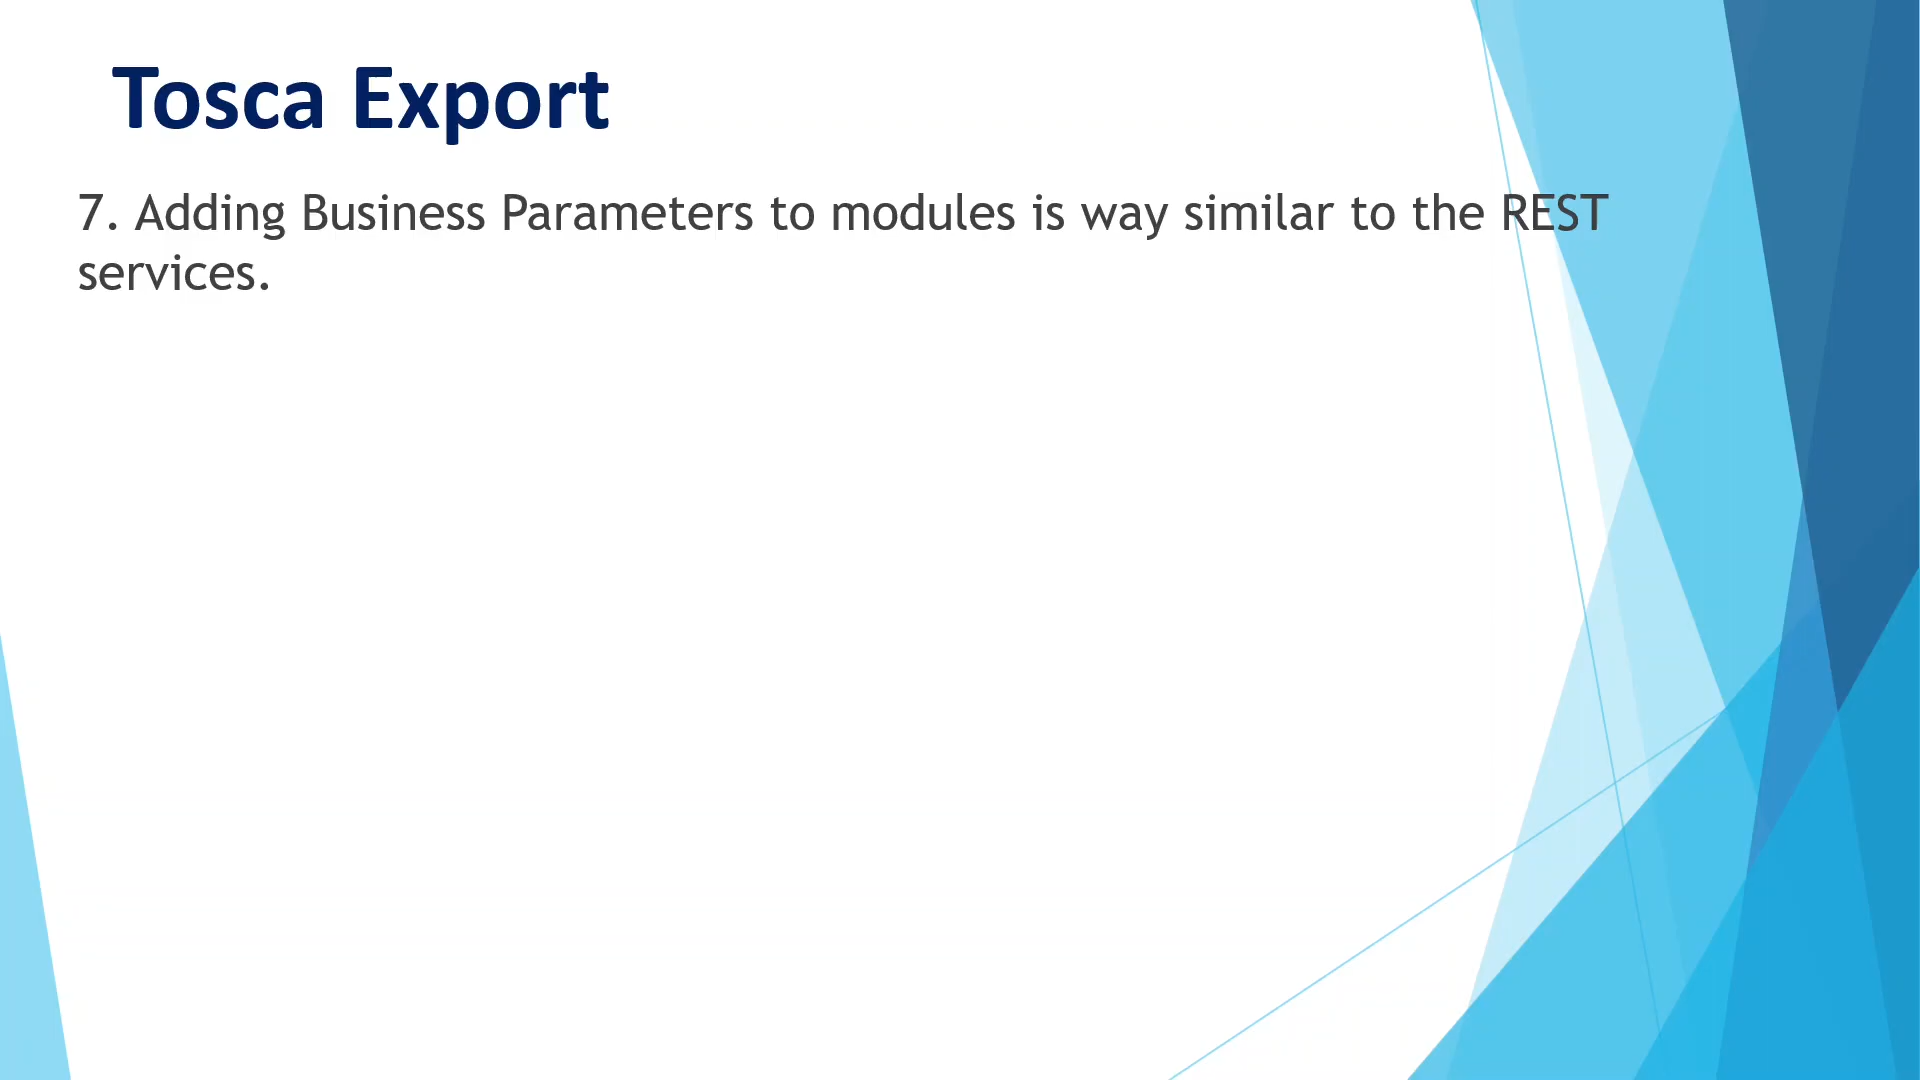 Tosca Export
7. Adding Business Parameters to modules is way similar to the REST
services.